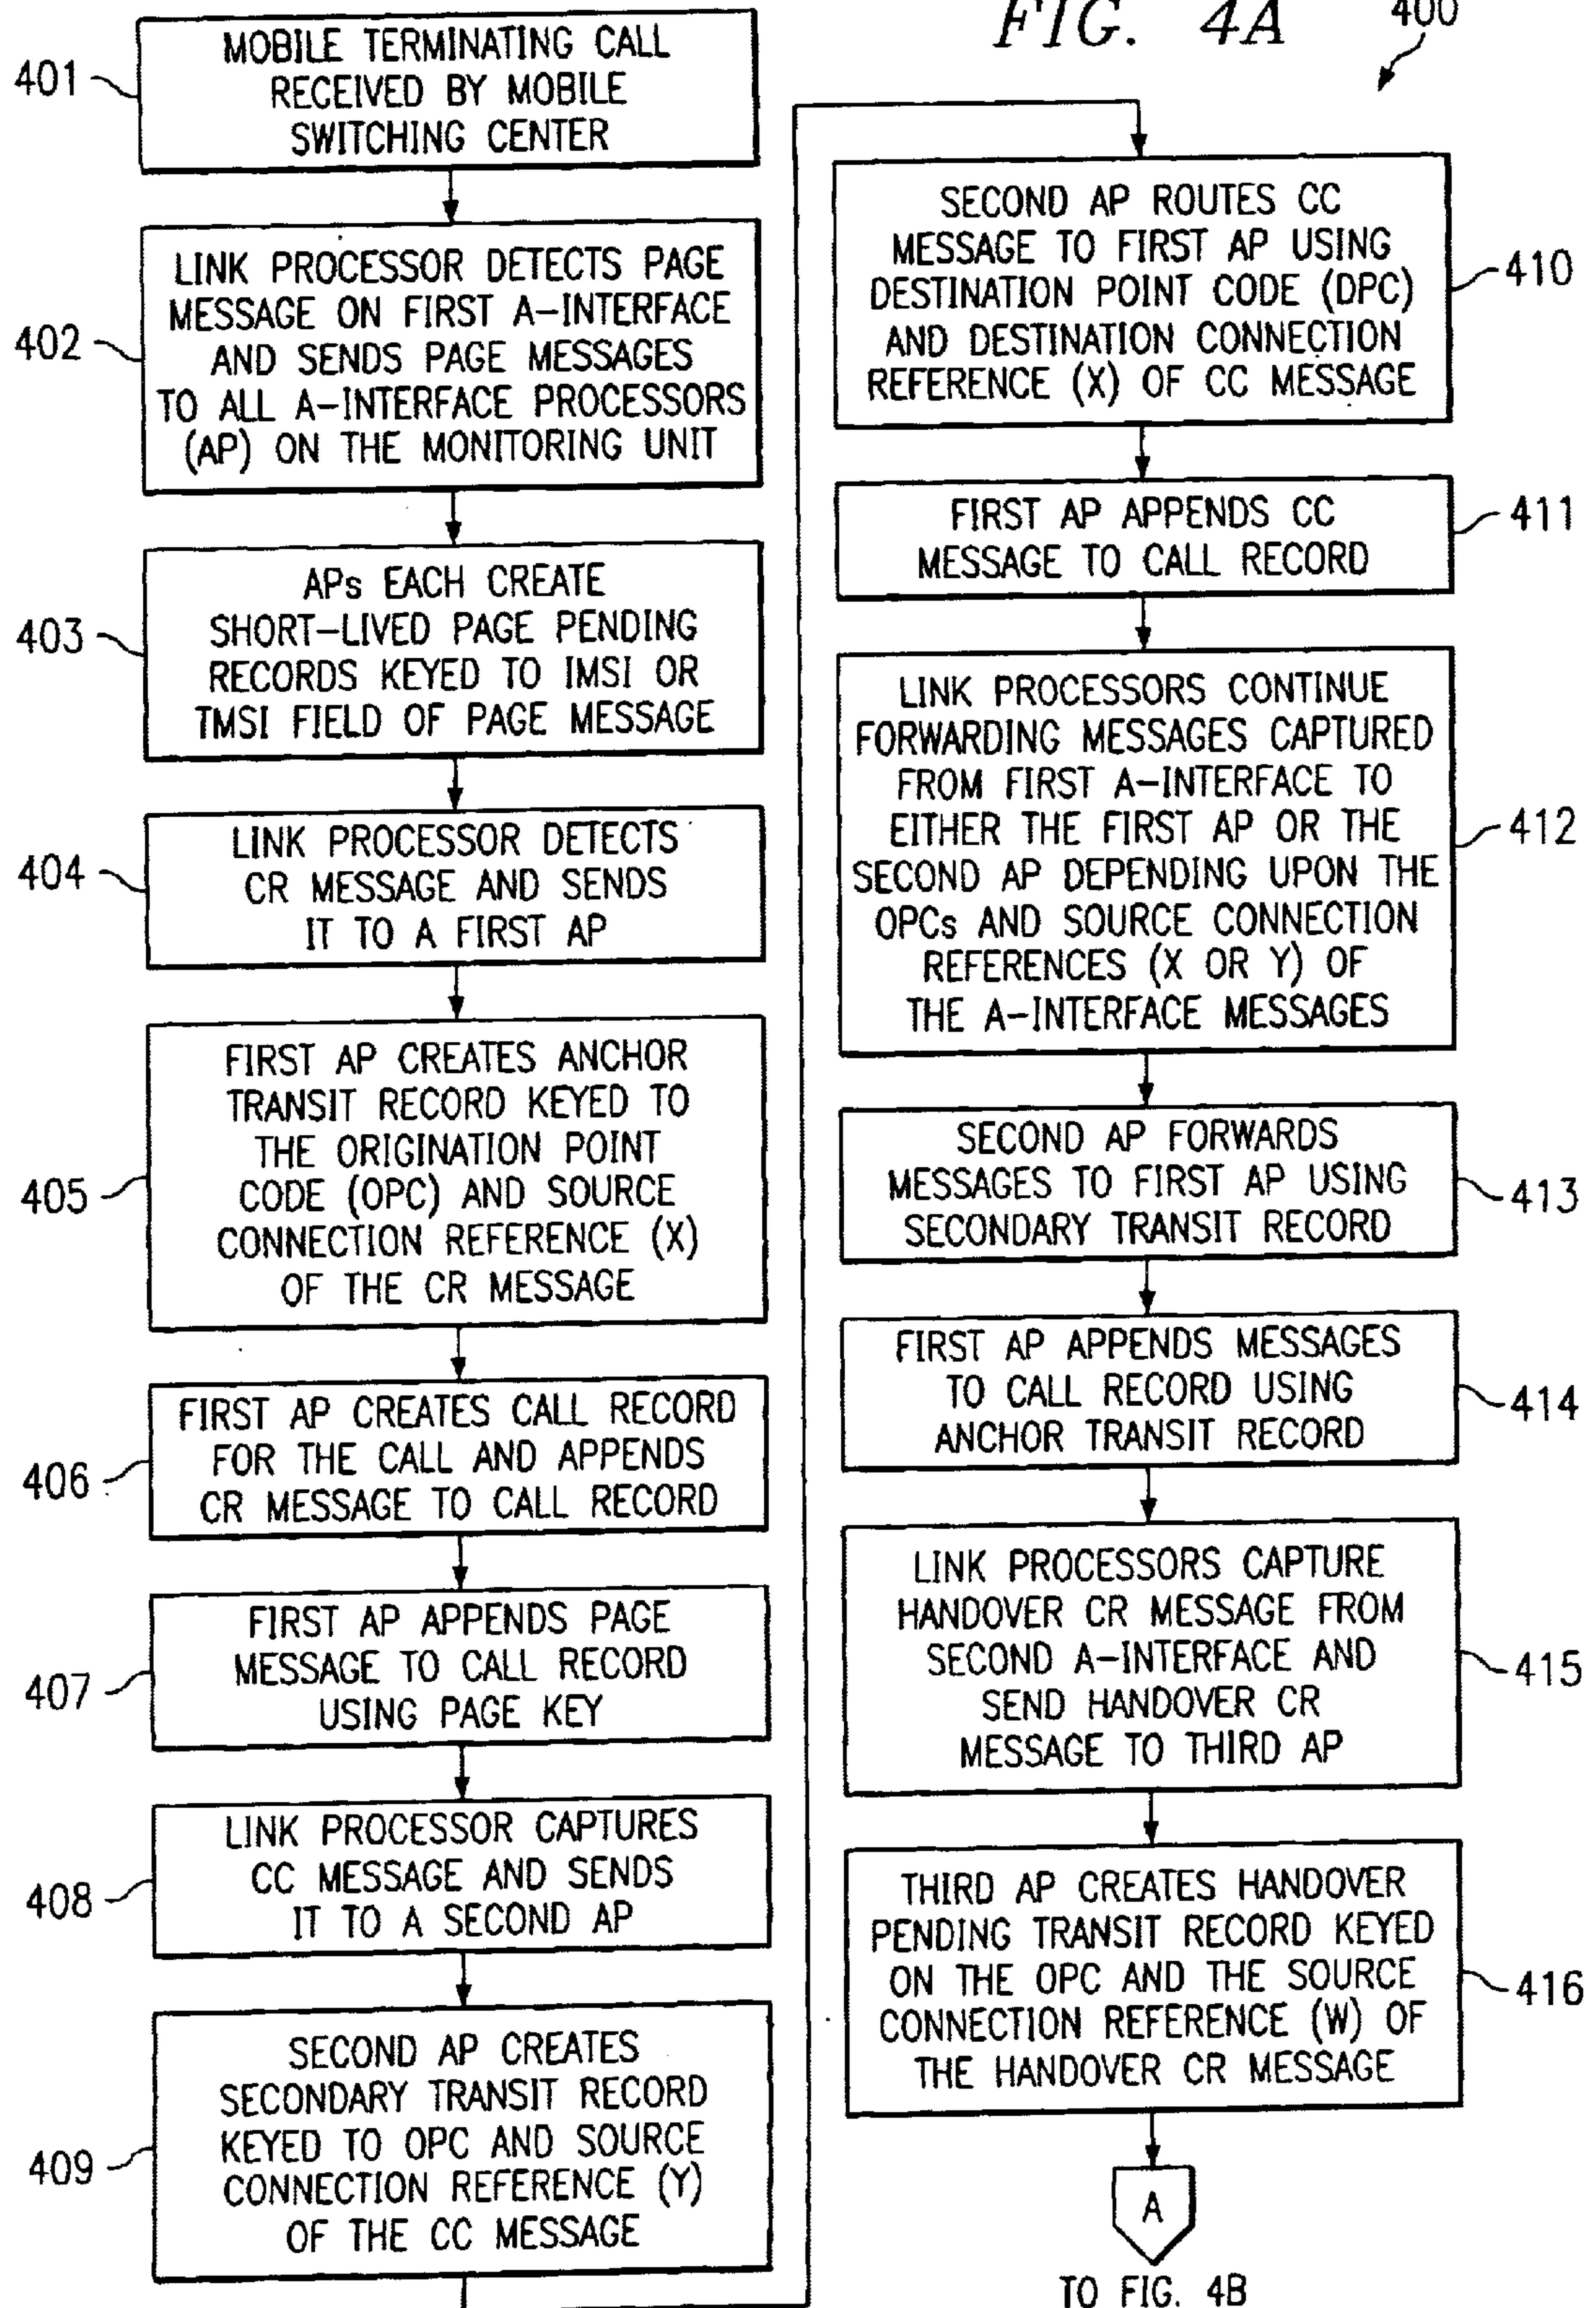 FIG. 4A
400
401
MOBILE TERMINATING CALL
RECEIVED BY MOBILE
SWITCHING CENTER
402
LINK PROCESSOR DETECTS PAGE
MESSAGE ON FIRST A-INTERFACE
AND SENDS PAGE MESSAGES
TO ALL A-INTERFACE PROCESSORS
(AP) ON THE MONITORING UNIT
403
APs EACH CREATE
SHORT-LIVED PAGE PENDING
RECORDS KEYED TO IMSI OR
TMSI FIELD OF PAGE MESSAGE
404
LINK PROCESSOR DETECTS
CR MESSAGE AND SENDS
IT TO A FIRST AP
405
FIRST AP CREATES ANCHOR
TRANSIT RECORD KEYED TO
THE ORIGINATION POINT
CODE (OPC) AND SOURCE
CONNECTION REFERENCE (X)
OF THE CR MESSAGE
406
FIRST AP CREATES CALL RECORD
FOR THE CALL AND APPENDS
CR MESSAGE TO CALL RECORD
407
FIRST AP APPENDS PAGE
MESSAGE TO CALL RECORD
USING PAGE KEY
408
LINK PROCESSOR CAPTURES
CC MESSAGE AND SENDS
IT TO A SECOND AP
409
SECOND AP CREATES
SECONDARY TRANSIT RECORD
KEYED TO OPC AND SOURCE
CONNECTION REFERENCE (Y)
OF THE CC MESSAGE
SECOND AP ROUTES CC
MESSAGE TO FIRST AP USING
DESTINATION POINT CODE (DPC)
AND DESTINATION CONNECTION
REFERENCE (X) OF CC MESSAGE
410
FIRST AP APPENDS CC
MESSAGE TO CALL RECORD
411
LINK PROCESSORS CONTINUE
FORWARDING MESSAGES CAPTURED
FROM FIRST A-INTERFACE TO
EITHER THE FIRST AP OR THE
SECOND AP DEPENDING UPON THE
OPCs AND SOURCE CONNECTION
REFERENCES (X OR Y) OF
THE A-INTERFACE MESSAGES
412
SECOND AP FORWARDS
MESSAGES TO FIRST AP USING
SECONDARY TRANSIT RECORD
413
FIRST AP APPENDS MESSAGES
TO CALL RECORD USING
ANCHOR TRANSIT RECORD
414
LINK PROCESSORS CAPTURE
HANDOVER CR MESSAGE FROM
SECOND A-INTERFACE AND
SEND HANDOVER CR
MESSAGE TO THIRD AP
415
THIRD AP CREATES HANDOVER
PENDING TRANSIT RECORD KEYED
ON THE OPC AND THE SOURCE
CONNECTION REFERENCE (W) OF
THE HANDOVER CR MESSAGE
416
A
TO FIG. 4B